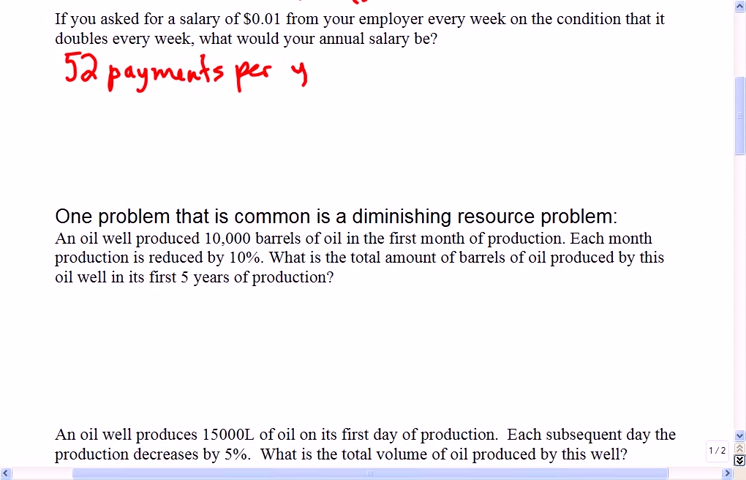 If you asked for a salary of $0.01 from your employer every week on the condition that it
doubles every week, what would your annual salary be?
52 payments per y
One problem that is common is a diminishing resource problem:
An oil well produced 10,000 barrels of oil in the first month of production. Each month
production is reduced by 10%. What is the total amount of barrels of oil produced by this
oil well in its first 5 years of production?
An oil well produces 15000L of oil on its first day of production. Each subsequent day the
production decreases by 5%. What is the total volume of oil produced by this well?
1 / 2